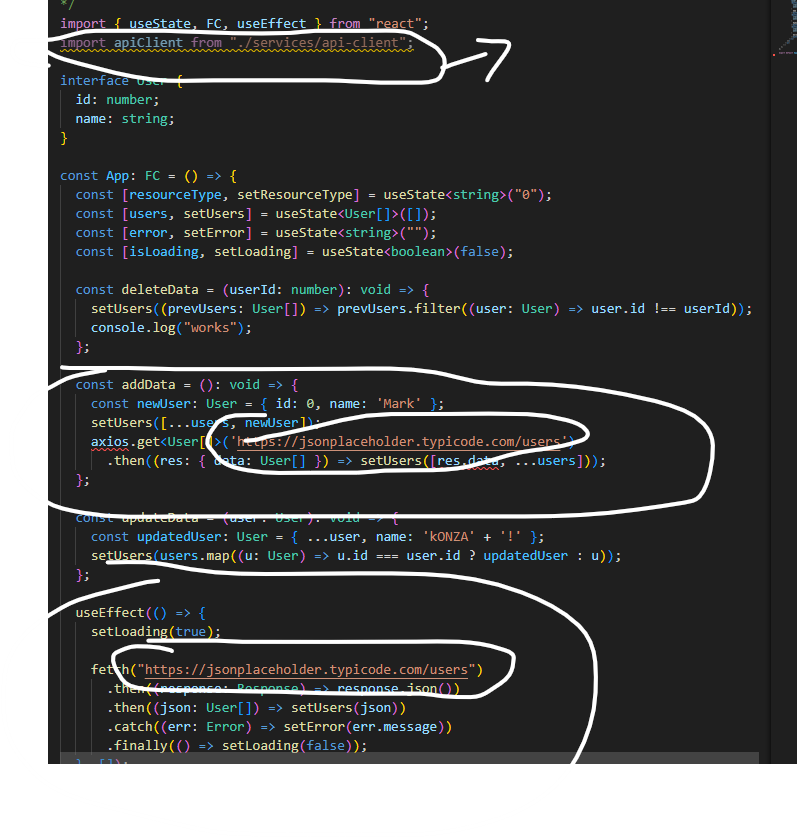 */
import { useState, FC, useEffect } from "react";
import apiClient from "./services/api-client";
interface User {
id: number;
name: string;
}
const App: FC = () => {
const [resourceType, setResourceType] = useState<string>("0");
const [users, setUsers] = useState<User[]>([]);
const [error, setError] = useState<string>("");
const [isLoading, setLoading] = useState<boolean>(false);
const deleteData = (userId: number): void => {
setUsers((prevUsers: User[]) => prevUsers.filter((user: User) => user.id !== userId));
console.log("works");
};
const addData = (): void => {
const newUser: User = { id: 0, name: 'Mark' };
setUsers([...users, newUser]);
axios.get<User[]>('https://jsonplaceholder.typicode.com/users')
.then((res: { data: User[] }) => setUsers([res.data, ...users]));
};
const updateData = (user: User): void => {
const updatedUser: User = { ...user, name: 'kONZA' + '!' };
setUsers(users.map((u: User) => u.id === user.id ? updatedUser : u));
};
useEffect(() => {
setLoading(true);
fetch("https://jsonplaceholder.typicode.com/users")
.then((response: Response) => response.json())
.then((json: User[]) => setUsers(json))
.catch((err: Error) => setError(err.message))
.finally(() => setLoading(false));
}, []);